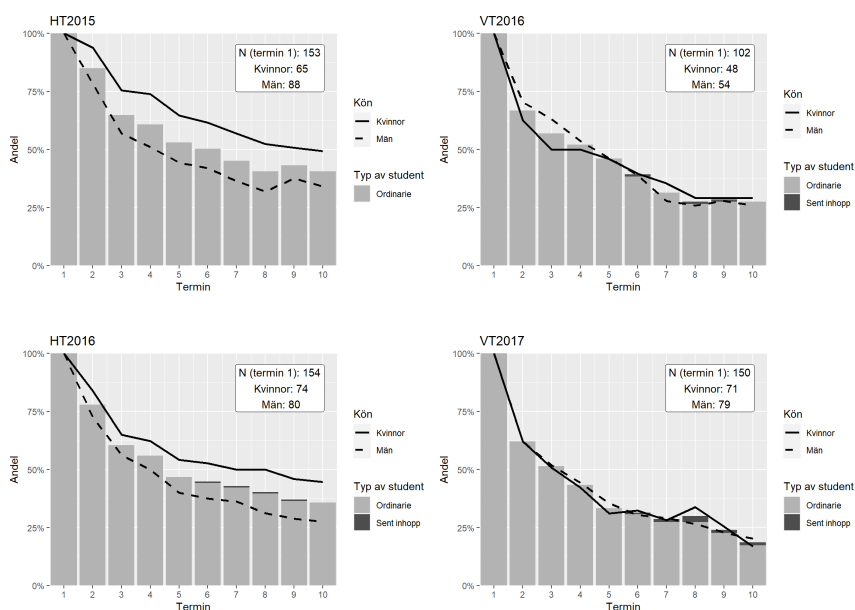 HT2015
100%
75%
50%
25%
0%
Andel
N (termin 1): 153
Kvinnor: 65
Män: 88
1 2 3 4 5 6 7 8 9 10
Termin
Kön
Kvinnor
Män
Typ av student
Ordinarie
VT2016
100%
75%
50%
25%
0%
Andel
N (termin 1): 102
Kvinnor: 48
Män: 54
1 2 3 4 5 6 7 8 9 10
Termin
Kön
Kvinnor
Män
Typ av student
Ordinarie
Sent inhopp
HT2016
100%
75%
50%
25%
0%
Andel
N (termin 1): 154
Kvinnor: 74
Män: 80
1 2 3 4 5 6 7 8 9 10
Termin
Kön
Kvinnor
Män
Typ av student
Ordinarie
Sent inhopp
VT2017
100%
75%
50%
25%
0%
Andel
N (termin 1): 150
Kvinnor: 71
Män: 79
1 2 3 4 5 6 7 8 9 10
Termin
Kön
Kvinnor
Män
Typ av student
Ordinarie
Sent inhopp